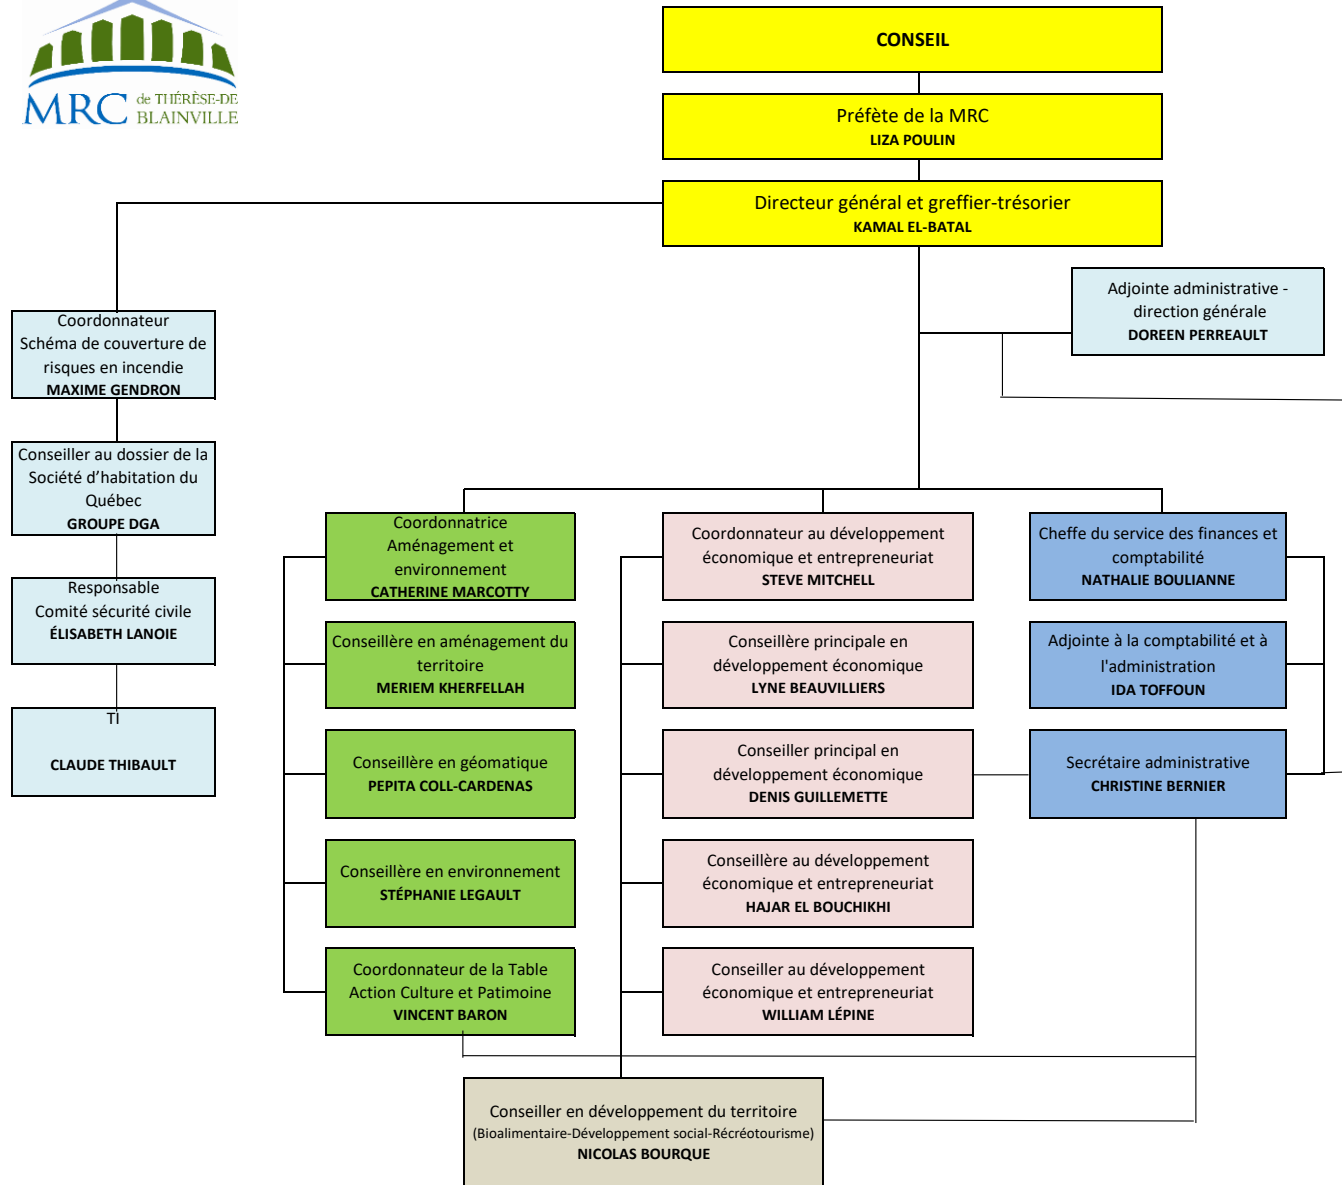 MRC de THÉRÈSE-DE
BLAINVILLE
CONSEIL
Préfète de la MRC
LIZA POULIN
Directeur général et greffier-trésorier
KAMAL EL-BATAL
Adjointe administrative -
direction générale
DOREEN PERREAULT
Coordonnateur
Schéma de couverture de
risques en incendie
MAXIME GENDRON
Conseiller au dossier de la
Société d’habitation du
Québec
GROUPE DGA
Responsable
Comité sécurité civile
ÉLISABETH LANOIE
TI
CLAUDE THIBAULT
Coordonnatrice
Aménagement et
environnement
CATHERINE MARCOTTY
Conseillère en aménagement du
territoire
MERIEM KHERFELLAH
Conseillère en géomatique
PEPITA COLL-CARDENAS
Conseillère en environnement
STÉPHANIE LEGAULT
Coordonnateur de la Table
Action Culture et Patimoine
VINCENT BARON
Coordonnateur au développement
économique et entrepreneuriat
STEVE MITCHELL
Conseillère principale en
développement économique
LYNE BEAUVILLIERS
Conseiller principal en
développement économique
DENIS GUILLEMETTE
Conseillère au développement
économique et entrepreneuriat
HAJAR EL BOUCHIKHI
Conseiller au développement
économique et entrepreneuriat
WILLIAM LÉPINE
Cheffe du service des finances et
comptabilité
NATHALIE BOULIANNE
Adjointe à la comptabilité et à
l'administration
IDA TOFFOUN
Secrétaire administrative
CHRISTINE BERNIER
Conseiller en développement du territoire
(Bioalimentaire-Développement social-Récréotourisme)
NICOLAS BOURQUE